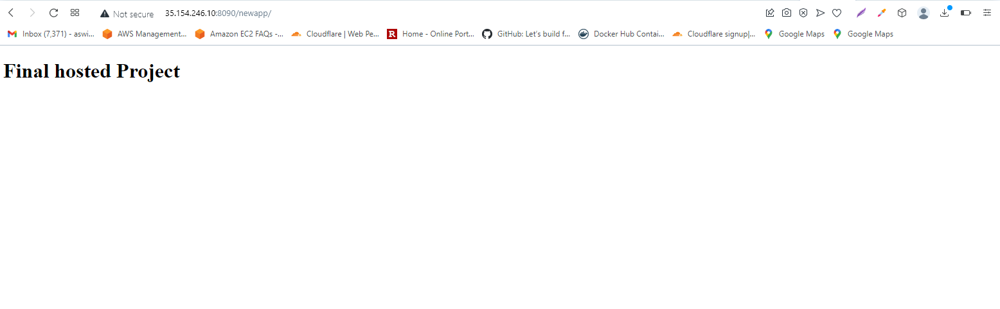 Not secure 35.154.246.10:8090/newapp/
Inbox (7,371) - aswi... AWS Management... Amazon EC2 FAQs -... Cloudflare | Web Pe... R Home - Online Port... GitHub: Let's build f... Docker Hub Contai... Cloudflare signup|... Google Maps Google Maps
Final hosted Project